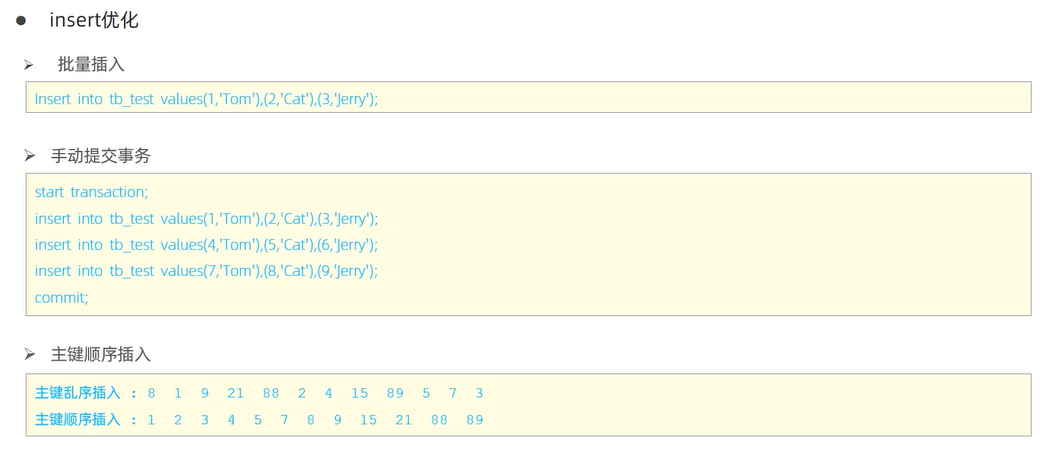 insert优化
批量插入
Insert into tb_test values(1,'Tom'),(2,'Cat'),(3,'Jerry');
手动提交事务
start transaction;
insert into tb_test values(1,'Tom'),(2,'Cat'),(3,'Jerry');
insert into tb_test values(4,'Tom'),(5,'Cat'),(6,'Jerry');
insert into tb_test values(7,'Tom'),(8,'Cat'),(9,'Jerry');
commit;
主键顺序插入
主键乱序插入 : 8 1 9 21 88 2 4 15 89 5 7 3
主键顺序插入 : 1 2 3 4 5 7 8 9 15 21 88 89